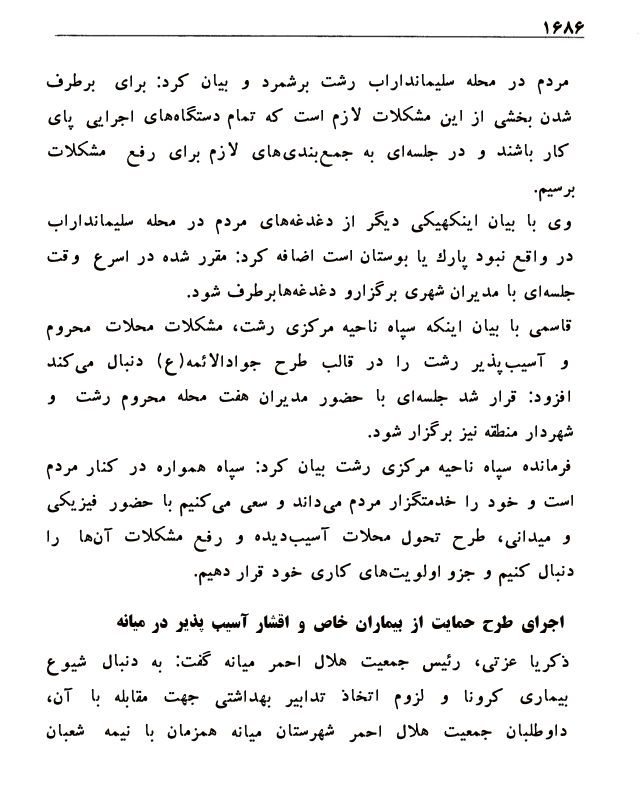 ۱۶۸۶
مردم در محله سلیمانداراب رشت برشمرد و بیان کرد: برای برطرف
شدن بخشی از این مشکلات لازم است که تمام دستگاه‌های اجرایی پای
کار باشند و در جلسه‌ای به جمع‌بندی‌های لازم برای رفع مشکلات
برسیم.
وی با بیان اینکهیکی دیگر از دغدغه‌های مردم در محله سلیمانداراب
در واقع نبود پارك یا بوستان است اضافه کرد: مقرر شده در اسرع وقت
جلسه‌ای با مدیران شهری برگزارو دغدغه‌هابرطرف شود.
قاسمی با بیان اینکه سپاه ناحیه مرکزی رشت، مشکلات محلات محروم
و آسیب‌پذیر رشت را در قالب طرح جوادالائمه(ع) دنبال می‌کند
افزود: قرار شد جلسه‌ای با حضور مدیران هفت محله محروم رشت و
شهردار منطقه نیز برگزار شود.
فرمانده سپاه ناحیه مرکزی رشت بیان کرد: سپاه همواره در کنار مردم
است و خود را خدمتگزار مردم می‌داند و سعی می‌کنیم با حضور فیزیکی
و میدانی، طرح تحول محلات آسیب‌دیده و رفع مشکلات آن‌ها را
دنبال کنیم و جزو اولویت‌های کاری خود قرار دهیم.
اجرای طرح حمایت از بیماران خاص و اقشار آسیب پذیر در میانه
ذکریا عزتی، رئیس جمعیت هلال احمر میانه گفت: به دنبال شیوع
بیماری کرونا و لزوم اتخاذ تدابیر بهداشتی جهت مقابله با آن،
داوطلبان جمعیت هلال احمر شهرستان میانه همزمان با نیمه شعبان